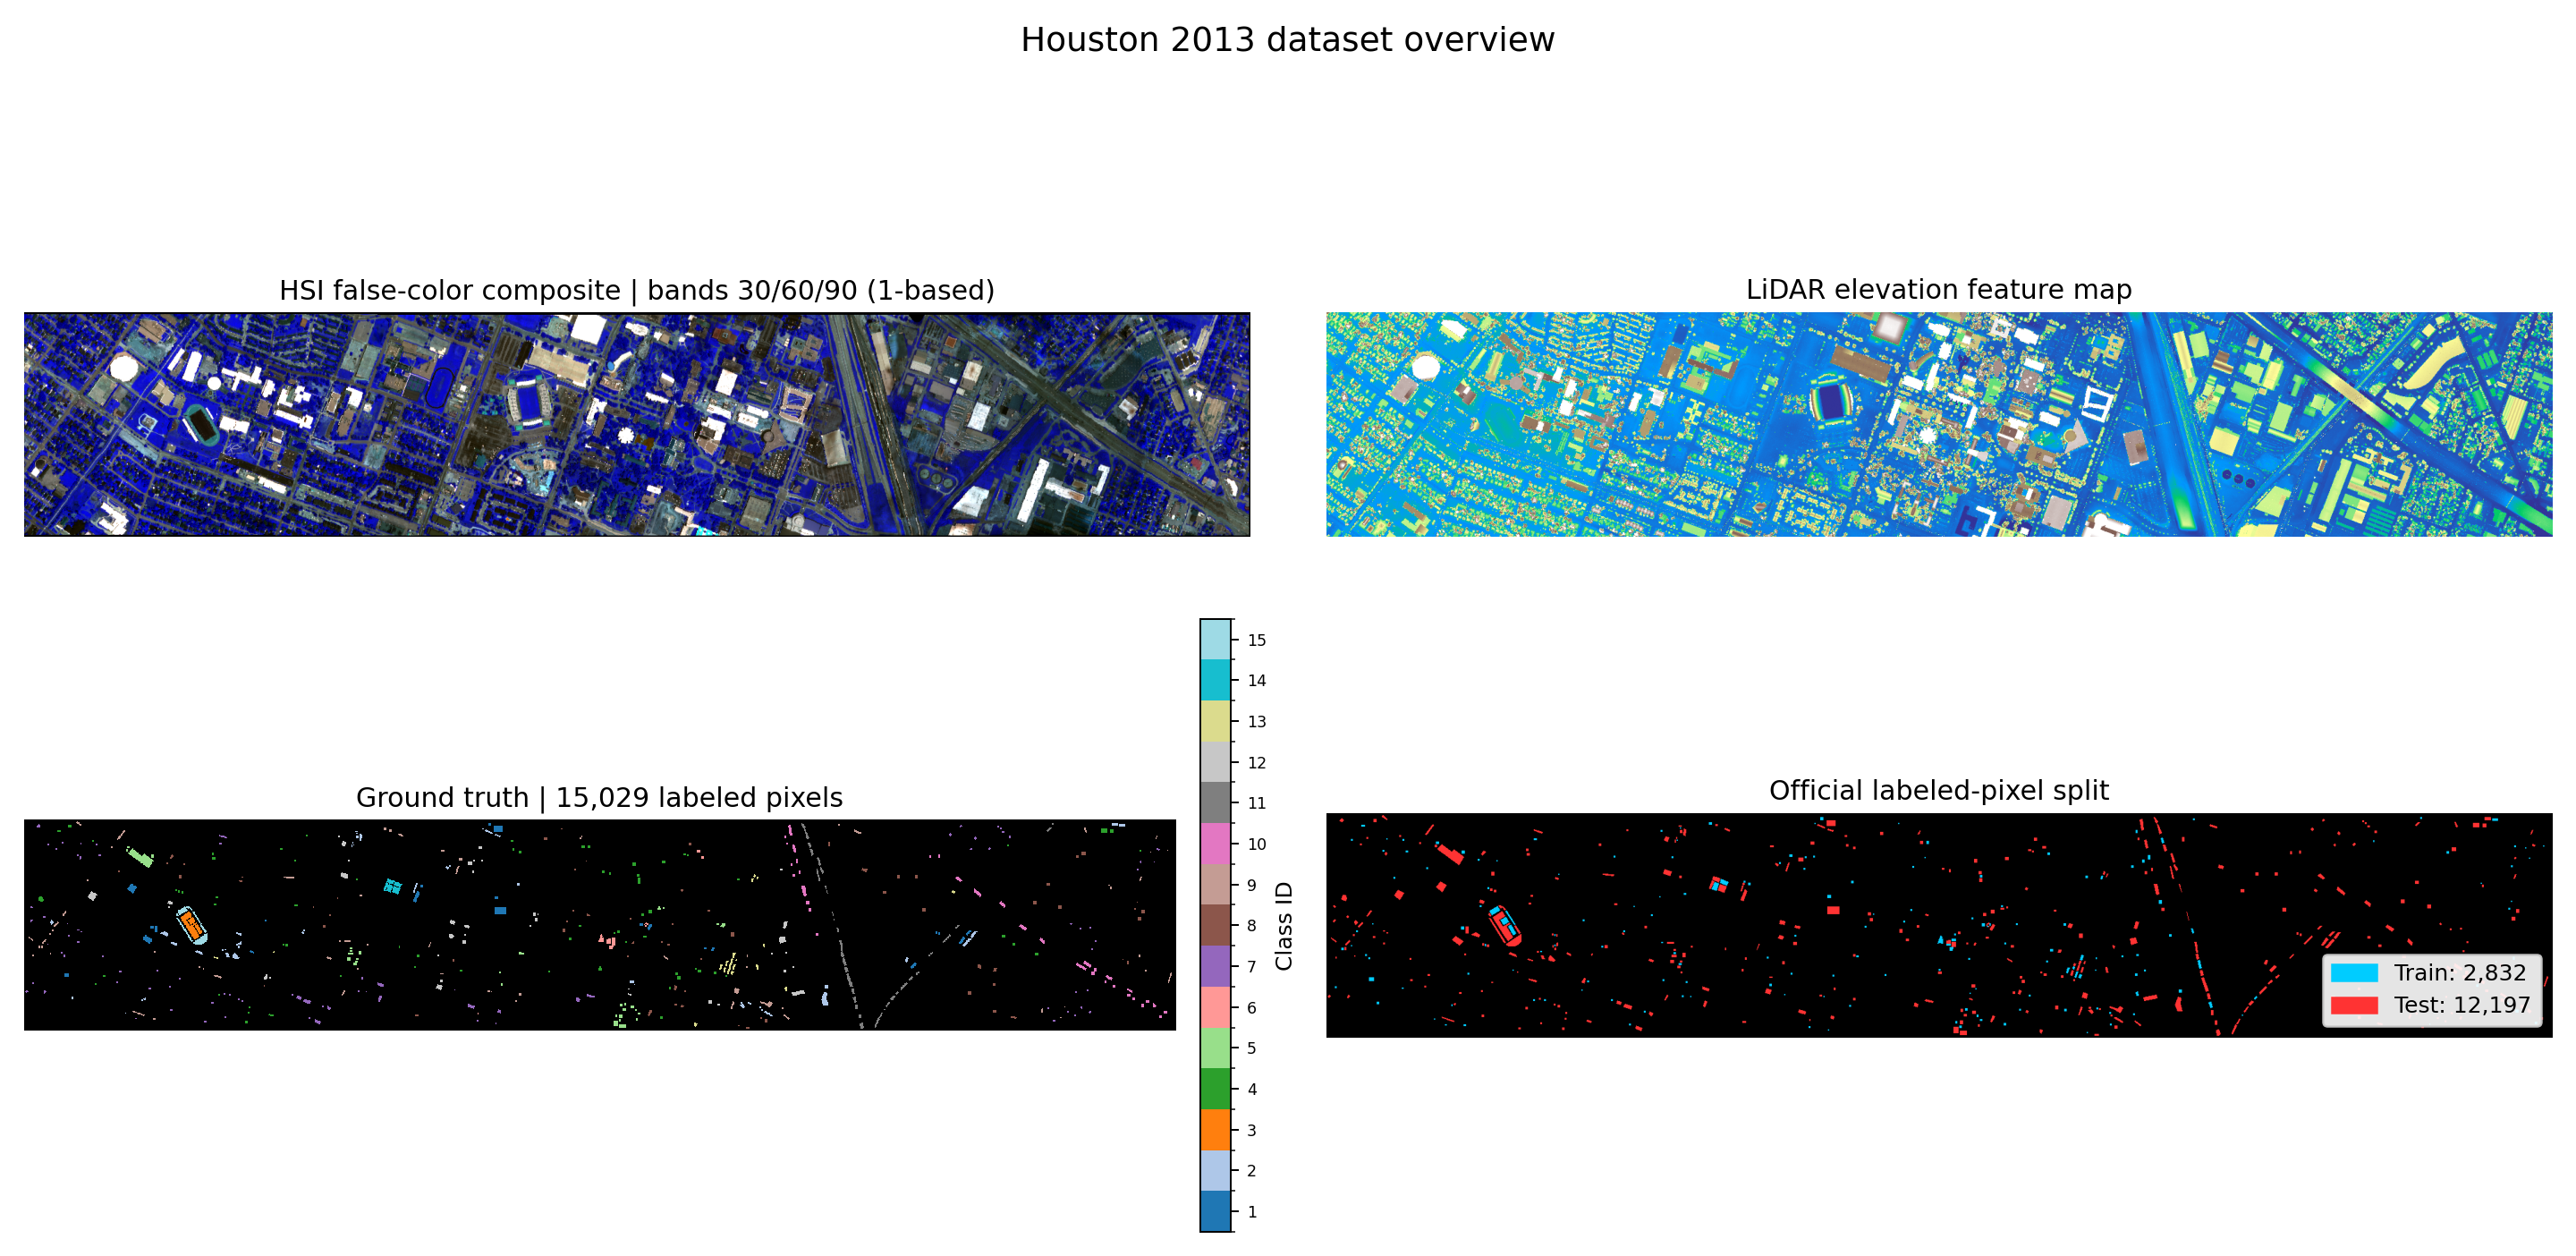 Houston 2013 dataset overview
HSI false-color composite | bands 30/60/90 (1-based)
LiDAR elevation feature map
Ground truth | 15,029 labeled pixels
15
14
13
12
11
10
9
8
7
6
5
4
3
2
1
Class ID
Official labeled-pixel split
Train: 2,832
Test: 12,197